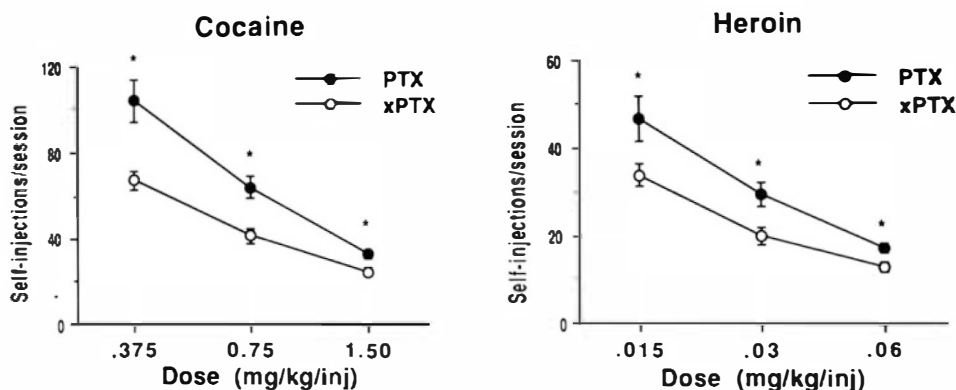 Cocaine
120
80
40
0
Self-injections/session
*
*
*
PTX
xPTX
.375 0.75 1.50
Dose (mg/kg/inj)
Heroin
60
40
20
0
Self-injections/session
*
*
*
PTX
xPTX
.015 .03 .06
Dose (mg/kg/inj)